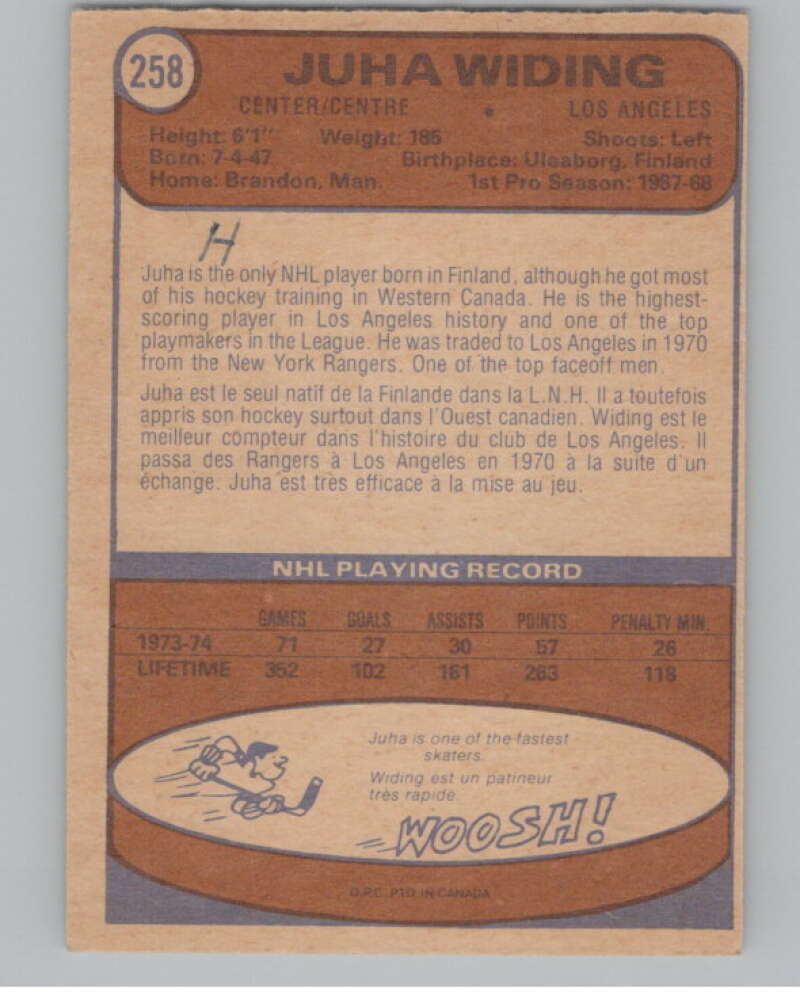 258
JUHA WIDING
CENTER/CENTRE • LOS ANGELES
Height: 6'1" Weight: 185 Shoots: Left
Born: 7-4-47 Birthplace: Uleaborg, Finland
Home: Brandon, Man. 1st Pro Season: 1967-68
H
Juha is the only NHL player born in Finland, although he got most
of his hockey training in Western Canada. He is the highest-
scoring player in Los Angeles history and one of the top
playmakers in the League. He was traded to Los Angeles in 1970
from the New York Rangers. One of the top faceoff men.
Juha est le seul natif de la Finlande dans la L.N.H. Il a toutefois
appris son hockey surtout dans l'Ouest canadien. Widing est le
meilleur compteur dans l'histoire du club de Los Angeles. Il
passa des Rangers à Los Angeles en 1970 à la suite d'un
échange. Juha est très efficace à la mise au jeu.
NHL PLAYING RECORD
GAMES GOALS ASSISTS POINTS PENALTY MIN.
1973-74 71 27 30 57 26
LIFETIME 352 102 161 263 118
Juha is one of the fastest
skaters.
Widing est un patineur
très rapide.
WOOSH!
O.P.C. PTD IN CANADA